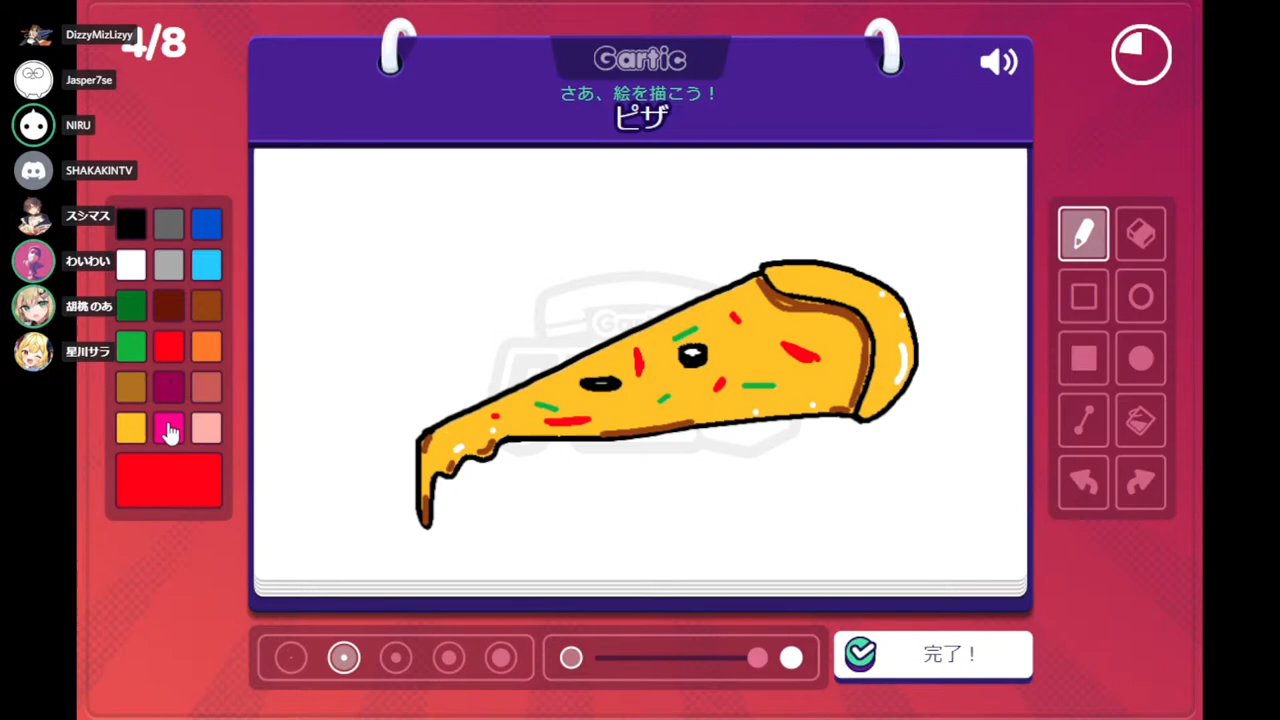 4/8
DizzyMizLizyy
Jasper7se
NIRU
SHAKAKINTV
スシマス
わいわい
胡桃のあ
星川サラ
Gartic
さあ、絵を描こう！
ピザ
完了！